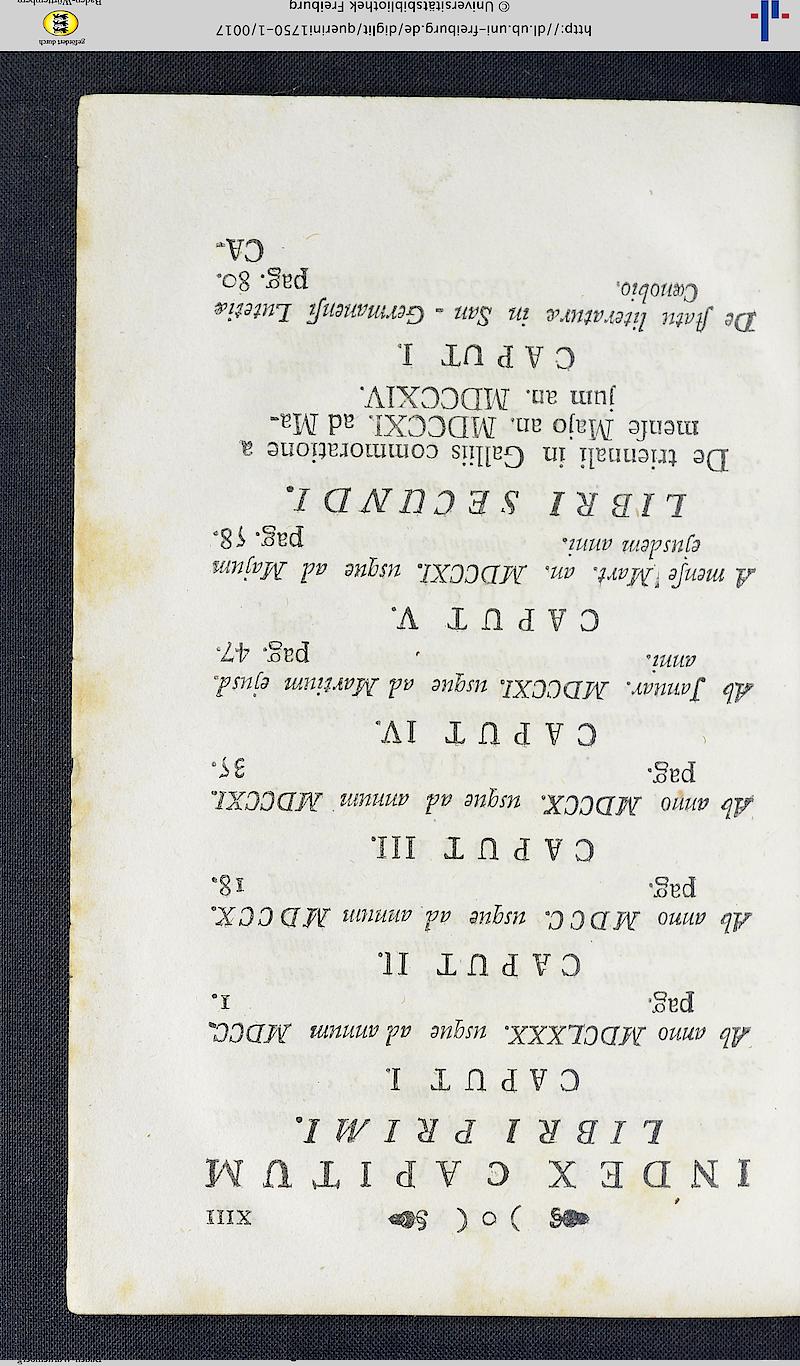 ) o (
XIII
INDEX CAPITUM
LIBRI PRIMI.
CAPUT I.
Ab anno MDCLXXX. usque ad annum MDCC.
pag. 1.
CAPUT II.
Ab anno MDCC. usque ad annum MDCCX.
pag. 18.
CAPUT III.
Ab anno MDCCX. usque ad annum MDCCXI.
pag. 35.
CAPUT IV.
Ab Januar. MDCCXI. usque ad Martium ejusd.
anni. pag. 47.
CAPUT V.
A mense Mart. an. MDCCXI. usque ad Majum
ejusdem anni. pag. 58.
LIBRI SECUNDI.
De triennali in Galliis commoratione a
mense Majo an. MDCCXI. ad Ma-
jum an. MDCCXIV.
CAPUT I.
De statu literaturæ in San-Germanensi Lutetiæ
Cœnobio. pag. 80.
CA-
http://dl.ub.uni-freiburg.de/diglit/querini1750-1/0017
© Universitätsbibliothek Freiburg
gefördert durch
Baden-Württemberg